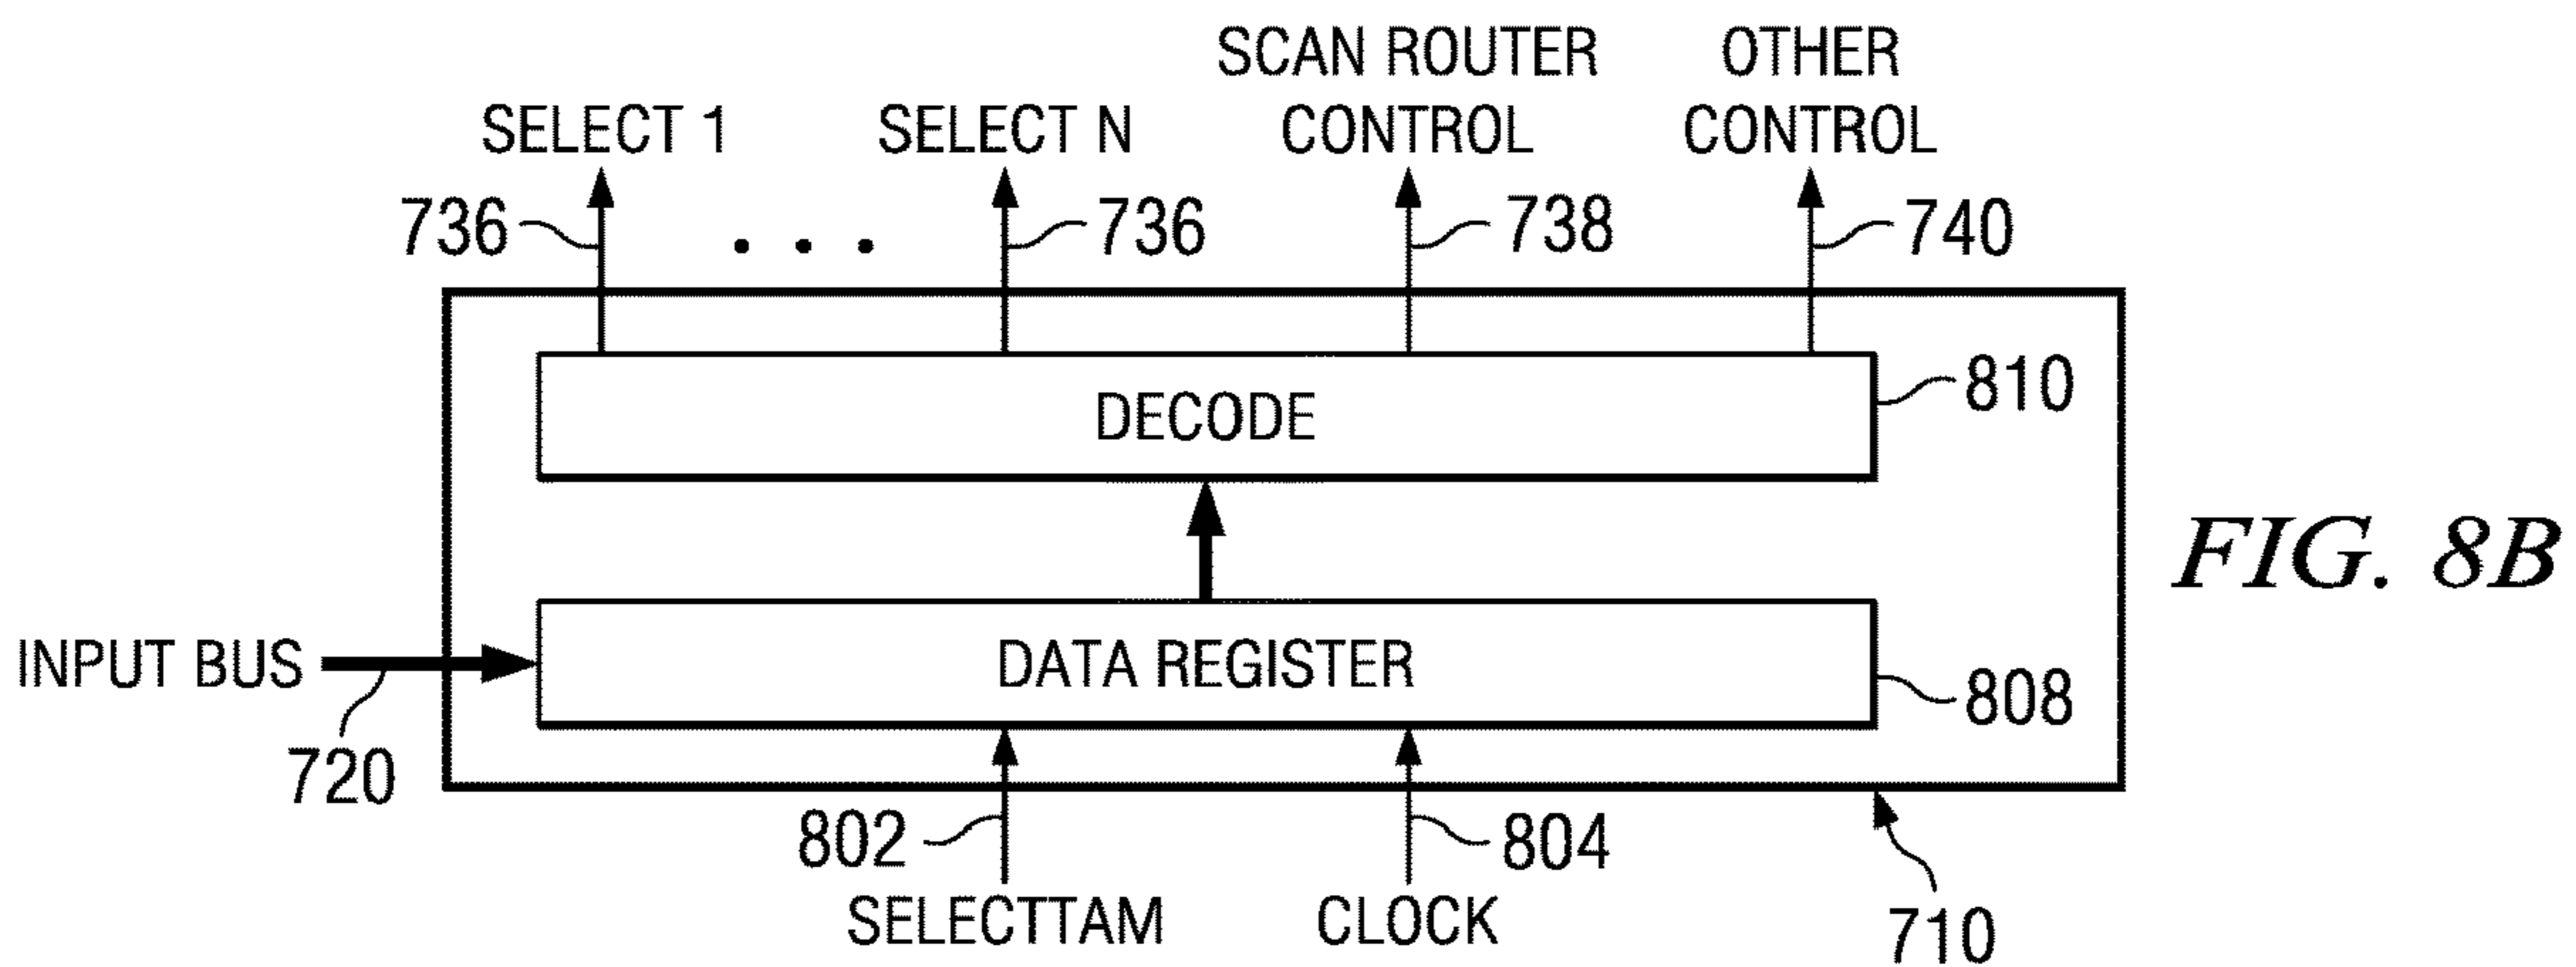 SCAN ROUTER OTHER
SELECT 1 SELECT N CONTROL CONTROL
736 . . . 736 738 740
DECODE 810
FIG. 8B
INPUT BUS DATA REGISTER 808
720
802 804
SELECTTAM CLOCK 710